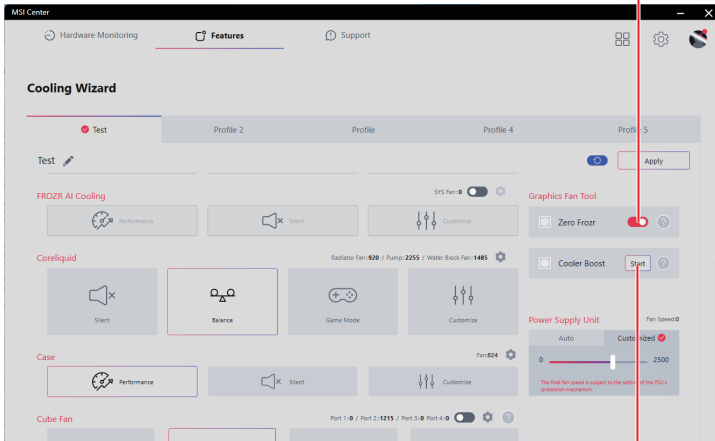 MSI Center
Hardware Monitoring
Features
Support
Cooling Wizard
Test
Profile 2
Profile
Profile 4
Profile 5
Test
Apply
FROZR AI Cooling
SYS Fan:0
Performance
Silent
Customize
Graphics Fan Tool
Zero Frozr
?
Cooler Boost
Start
?
Coreliquid
Radiator Fan:920 / Pump:2255 / Water Block Fan:1485
Silent
Balance
Game Mode
Customize
Power Supply Unit
Fan Speed:0
Auto
Customized
0
2500
The final fan speed is subject to the setting of the PSU's
protection mechanism.
Case
Fan:824
Performance
Silent
Customize
Cube Fan
Port 1:0 / Port 2:1215 / Port 3:0 Port 4:0
?